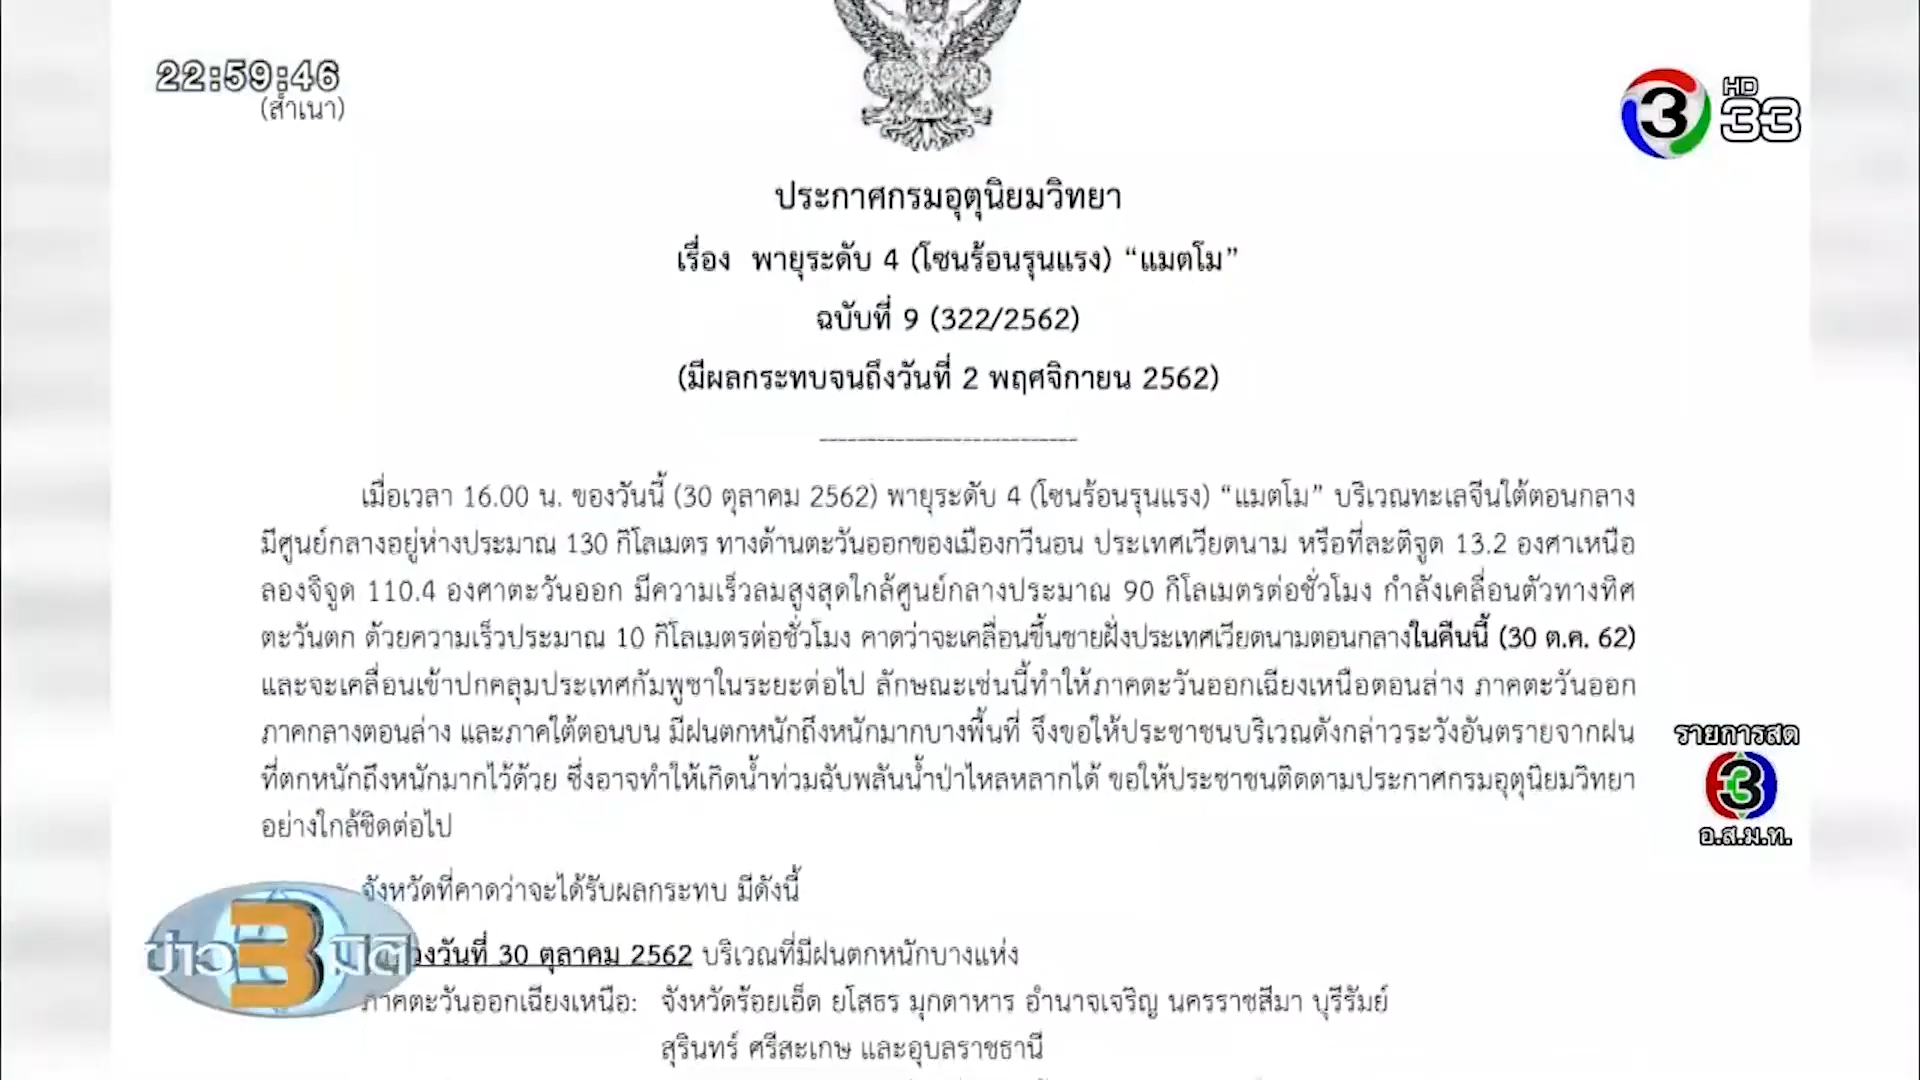 22:59:46
(สำเนา)
3 HD 33
ประกาศกรมอุตุนิยมวิทยา
เรื่อง พายุระดับ 4 (โซนร้อนรุนแรง) “แมตโม”
ฉบับที่ 9 (322/2562)
(มีผลกระทบจนถึงวันที่ 2 พฤศจิกายน 2562)
----------------------------
เมื่อเวลา 16.00 น. ของวันนี้ (30 ตุลาคม 2562) พายุระดับ 4 (โซนร้อนรุนแรง) “แมตโม” บริเวณทะเลจีนใต้ตอนกลาง
มีศูนย์กลางอยู่ห่างประมาณ 130 กิโลเมตร ทางด้านตะวันออกของเมืองกวีนอน ประเทศเวียดนาม หรือที่ละติจูด 13.2 องศาเหนือ
ลองจิจูด 110.4 องศาตะวันออก มีความเร็วลมสูงสุดใกล้ศูนย์กลางประมาณ 90 กิโลเมตรต่อชั่วโมง กำลังเคลื่อนตัวทางทิศ
ตะวันตก ด้วยความเร็วประมาณ 10 กิโลเมตรต่อชั่วโมง คาดว่าจะเคลื่อนขึ้นชายฝั่งประเทศเวียดนามตอนกลางในคืนนี้ (30 ต.ค. 62)
และจะเคลื่อนเข้าปกคลุมประเทศกัมพูชาในระยะต่อไป ลักษณะเช่นนี้ทำให้ภาคตะวันออกเฉียงเหนือตอนล่าง ภาคตะวันออก
ภาคกลางตอนล่าง และภาคใต้ตอนบน มีฝนตกหนักถึงหนักมากบางพื้นที่ จึงขอให้ประชาชนบริเวณดังกล่าวระวังอันตรายจากฝน
ที่ตกหนักถึงหนักมากไว้ด้วย ซึ่งอาจทำให้เกิดน้ำท่วมฉับพลันน้ำป่าไหลหลากได้ ขอให้ประชาชนติดตามประกาศกรมอุตุนิยมวิทยา
อย่างใกล้ชิดต่อไป
รายการสด
3
อ.ส.ม.ท.
จังหวัดที่คาดว่าจะได้รับผลกระทบ มีดังนี้
วันที่ 30 ตุลาคม 2562 บริเวณที่มีฝนตกหนักบางแห่ง
ข่าว 3 มิติ
ภาคตะวันออกเฉียงเหนือ: จังหวัดร้อยเอ็ด ยโสธร มุกดาหาร อำนาจเจริญ นครราชสีมา บุรีรัมย์
สุรินทร์ ศรีสะเกษ และอุบลราชธานี